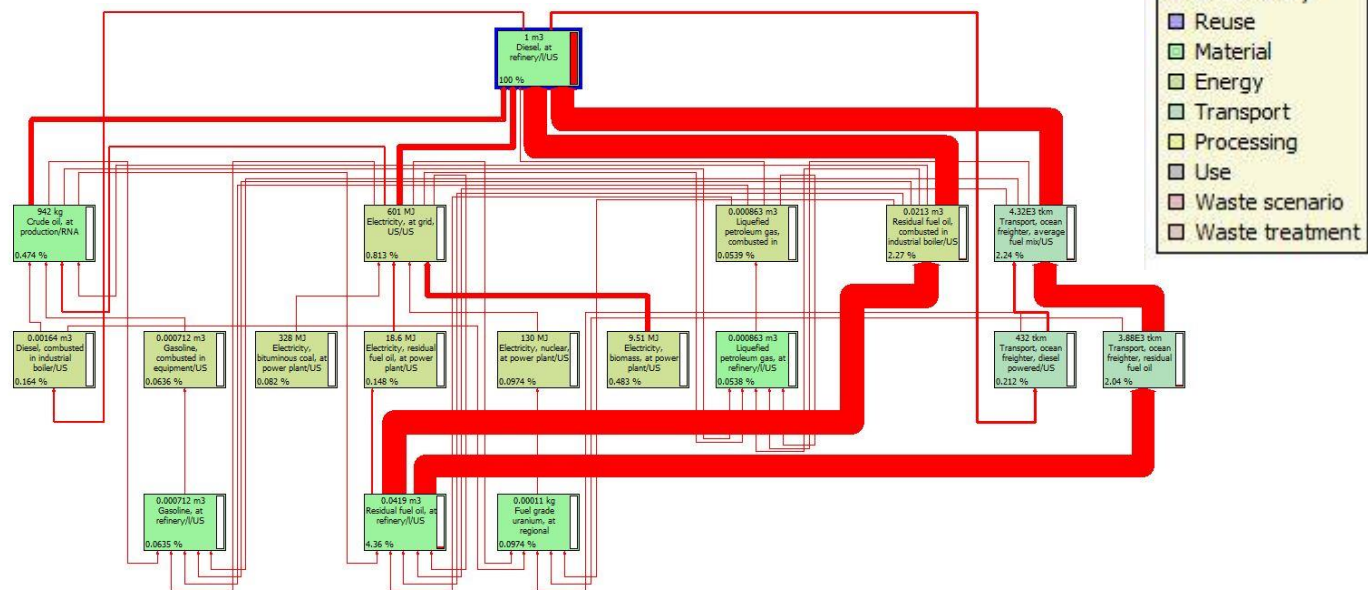 Reuse
Material
Energy
Transport
Processing
Use
Waste scenario
Waste treatment
1 m3
Diesel, at
refinery/l/US
100 %
942 kg
Crude oil, at
production/RNA
0.474 %
601 MJ
Electricity, at grid,
US/US
0.813 %
0.000863 m3
Liquefied
petroleum gas,
combusted in
0.0539 %
0.0213 m3
Residual fuel oil,
combusted in
industrial boiler/US
2.27 %
4.32E3 tkm
Transport, ocean
freighter, average
fuel mix/US
2.24 %
0.00164 m3
Diesel, combusted
in industrial
boiler/US
0.164 %
0.000712 m3
Gasoline,
combusted in
equipment/US
0.0636 %
328 MJ
Electricity,
bituminous coal, at
power plant/US
0.082 %
18.6 MJ
Electricity, residual
fuel oil, at power
plant/US
0.148 %
130 MJ
Electricity, nuclear,
at power plant/US
0.0974 %
9.51 MJ
Electricity,
biomass, at power
plant/US
0.483 %
0.000863 m3
Liquefied
petroleum gas, at
refinery/l/US
0.0538 %
432 tkm
Transport, ocean
freighter, diesel
powered/US
0.212 %
3.88E3 tkm
Transport, ocean
freighter, residual
fuel oil
2.04 %
0.000712 m3
Gasoline, at
refinery/l/US
0.0635 %
0.0419 m3
Residual fuel oil, at
refinery/l/US
4.36 %
0.00011 kg
Fuel grade
uranium, at
regional
0.0974 %